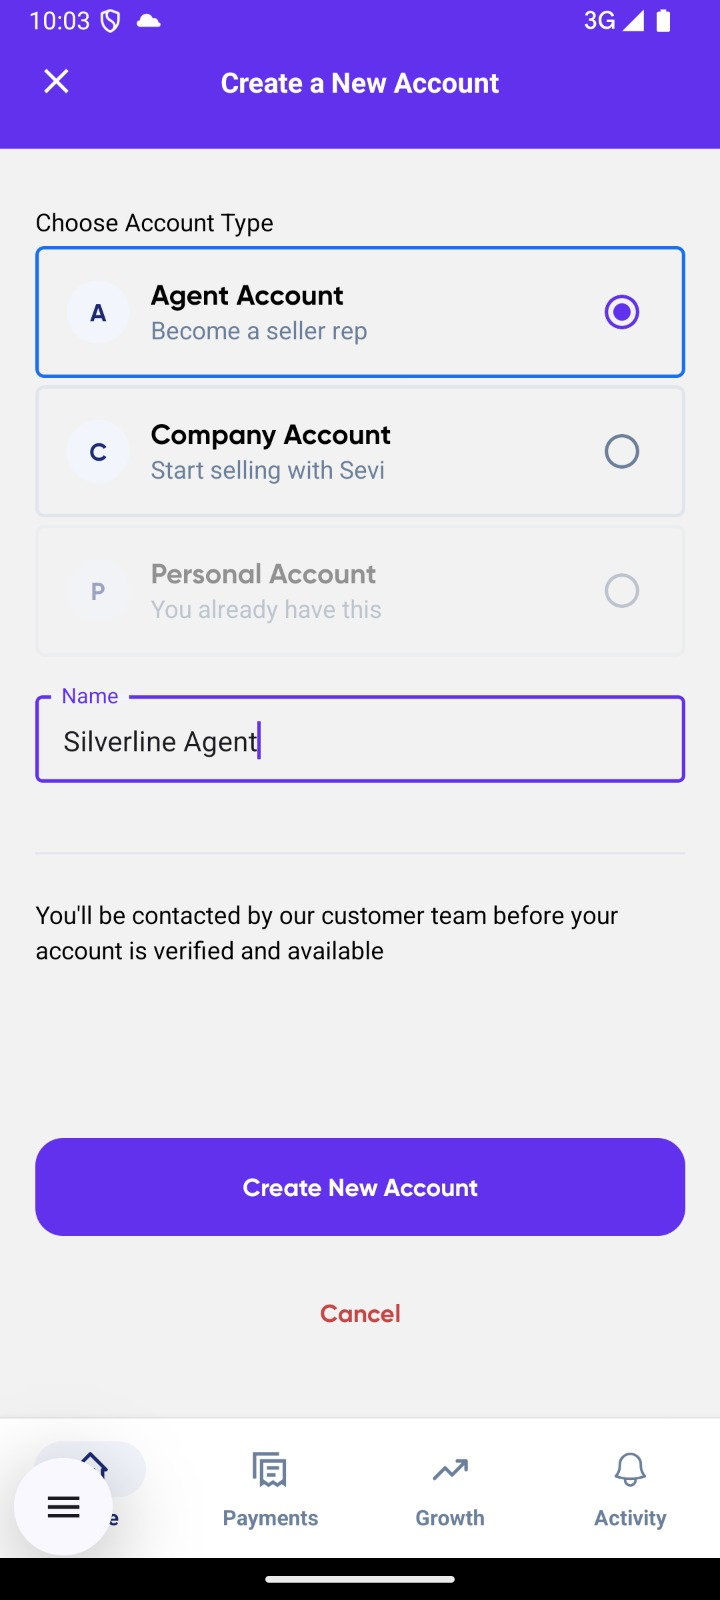 10:03
3G
Create a New Account
Choose Account Type
A
Agent Account
Become a seller rep
C
Company Account
Start selling with Sevi
P
Personal Account
You already have this
Name
Silverline Agent
You'll be contacted by our customer team before your
account is verified and available
Create New Account
Cancel
e
Payments
Growth
Activity